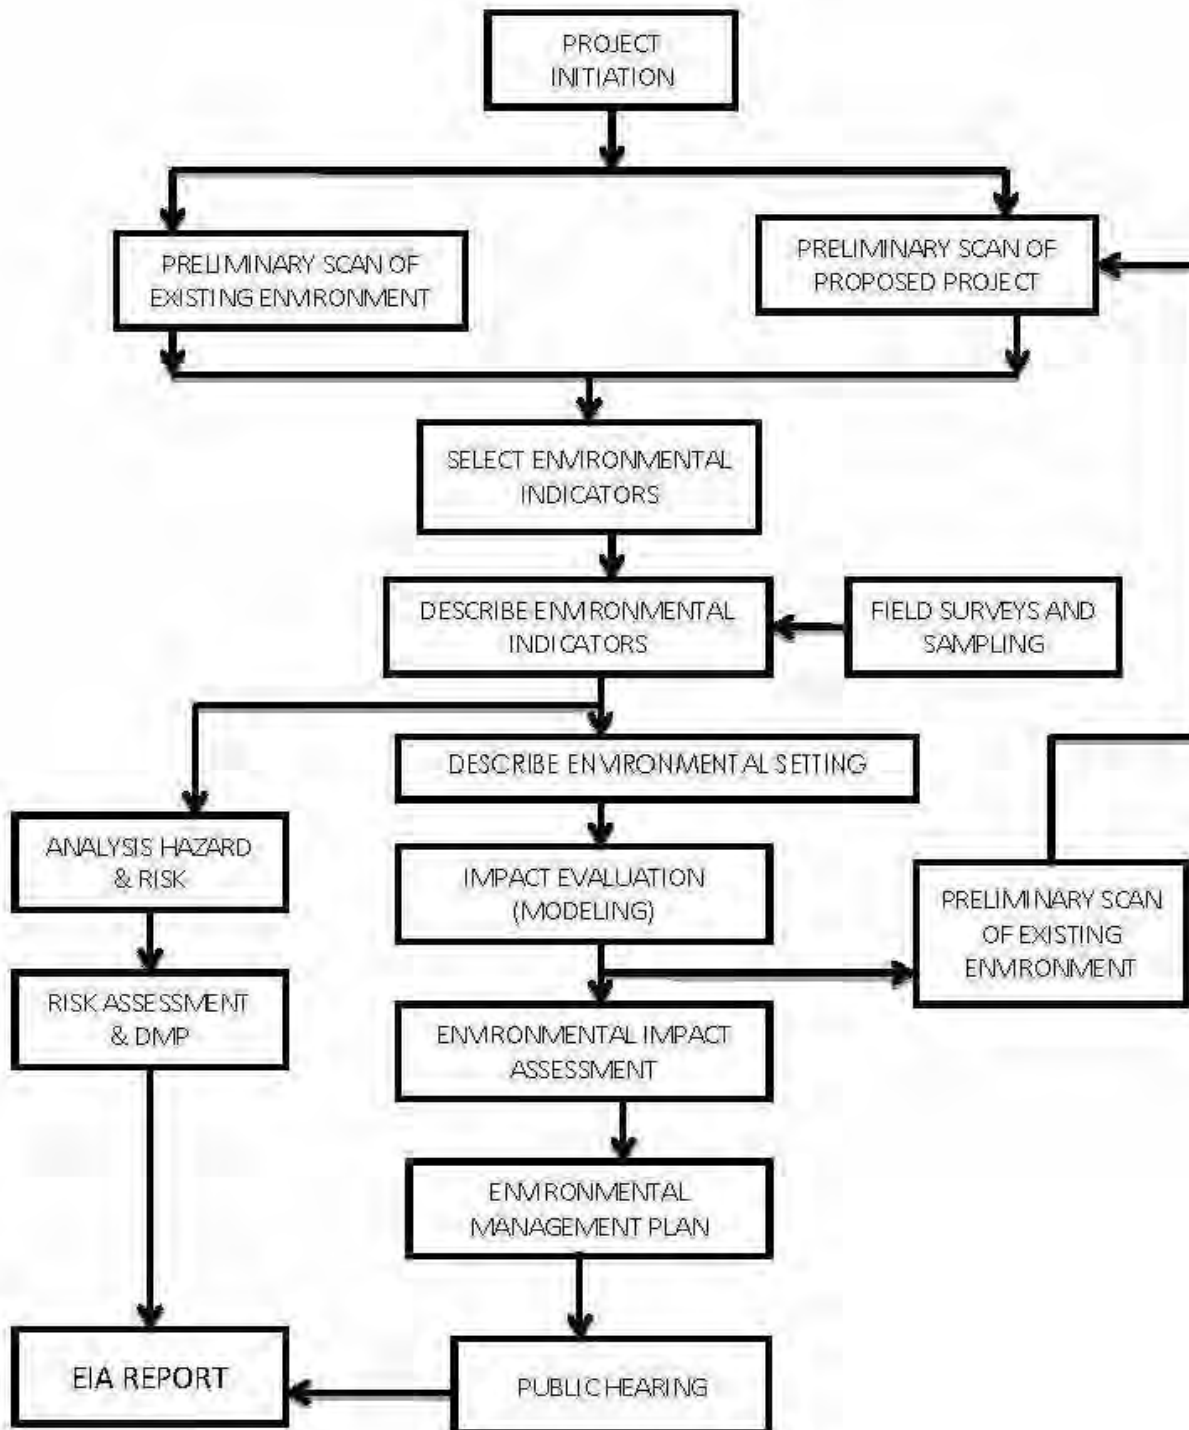 PROJECT
INITIATION
PRELIMINARY SCAN OF
EXISTING ENVIRONMENT
PRELIMINARY SCAN OF
PROPOSED PROJECT
SELECT ENVIRONMENTAL
INDICATORS
DESCRIBE ENVIRONMENTAL
INDICATORS
FIELD SURVEYS AND
SAMPLING
DESCRIBE ENVIRONMENTAL SETTING
ANALYSIS HAZARD
& RISK
IMPACT EVALUATION
(MODELING)
PRELIMINARY SCAN
OF EXISTING
ENVIRONMENT
RISK ASSESSMENT
& DMP
ENVIRONMENTAL IMPACT
ASSESSMENT
ENVIRONMENTAL
MANAGEMENT PLAN
EIA REPORT
PUBLIC HEARING